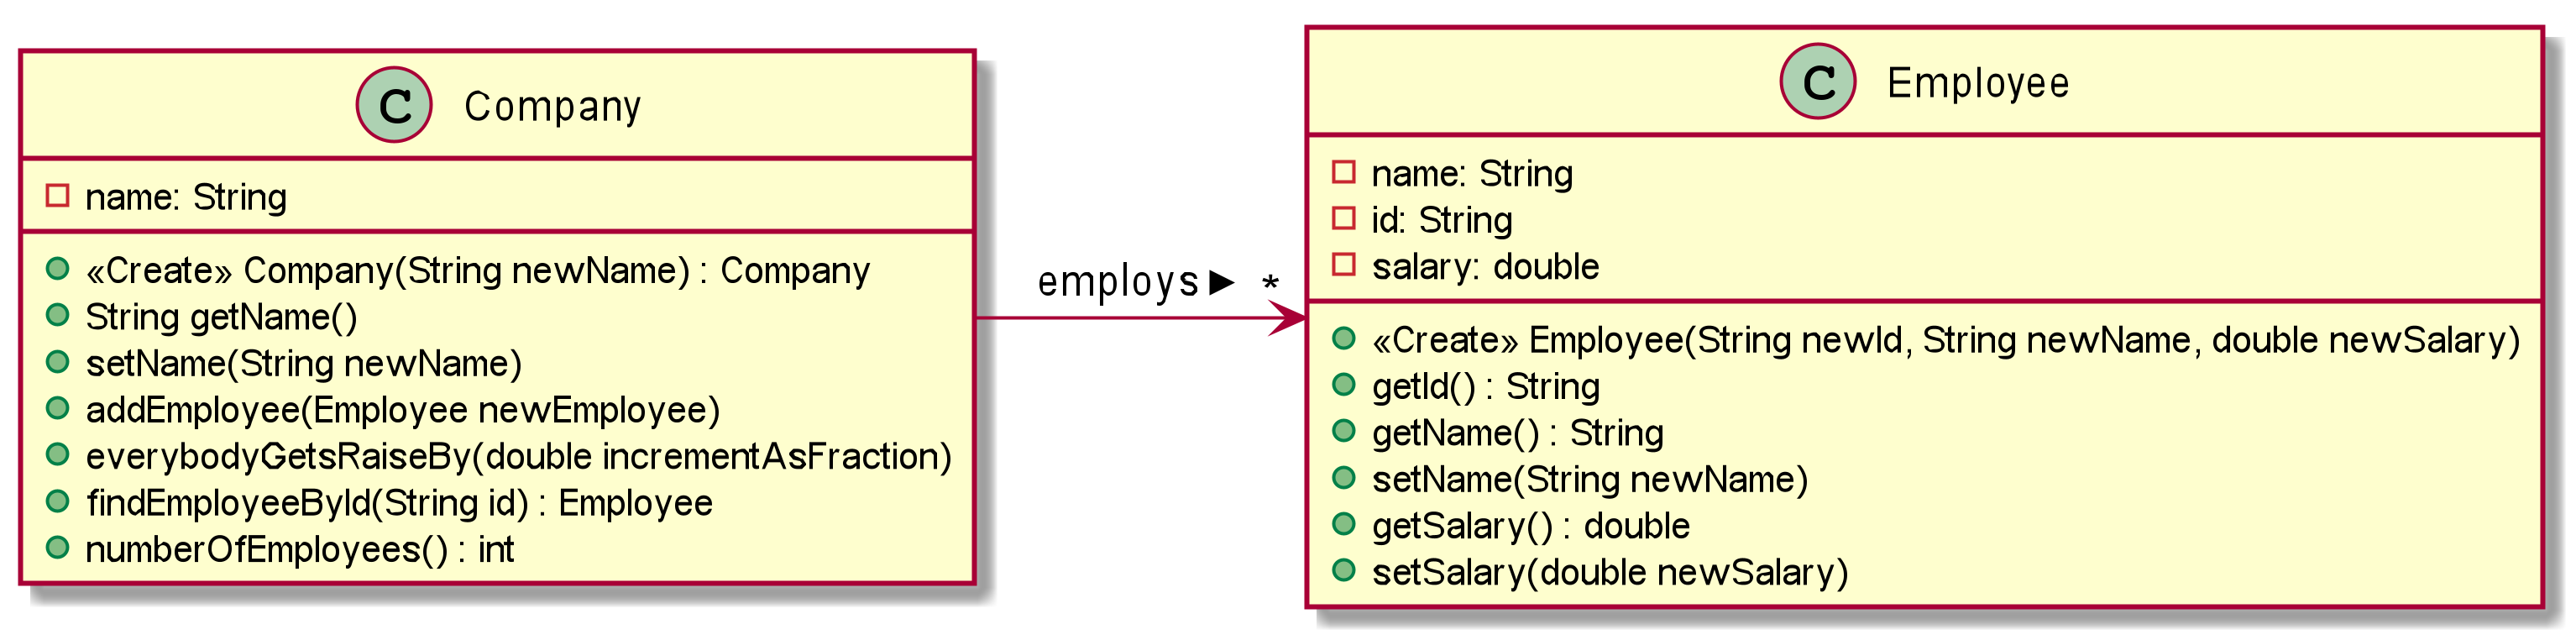 C Company
name: String
«Create» Company(String newName) : Company
String getName()
setName(String newName)
addEmployee(Employee newEmployee)
everybodyGetsRaiseBy(double incrementAsFraction)
findEmployeeById(String id) : Employee
numberOfEmployees() : int
employs► *
C Employee
name: String
id: String
salary: double
«Create» Employee(String newId, String newName, double newSalary)
getId() : String
getName() : String
setName(String newName)
getSalary() : double
setSalary(double newSalary)